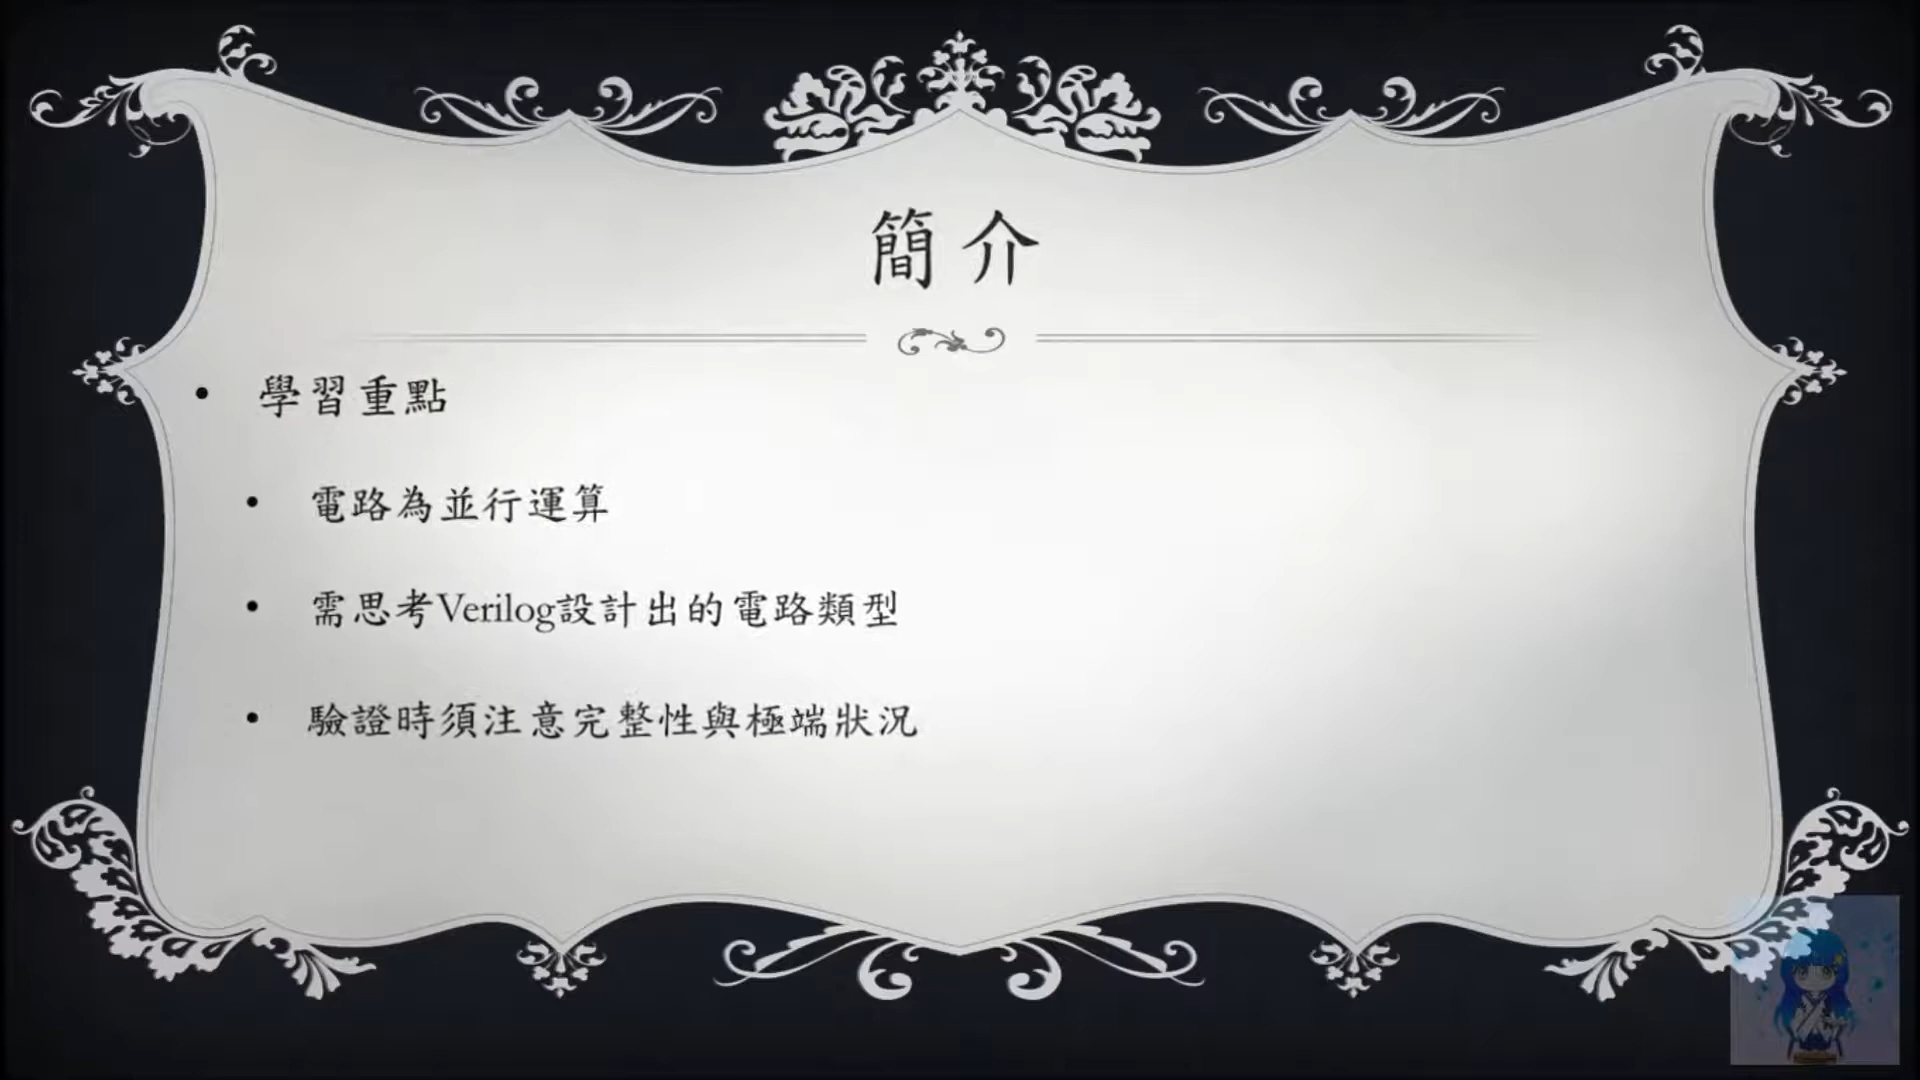 簡介
學習重點
電路為並行運算
需思考Verilog設計出的電路類型
驗證時須注意完整性與極端狀況